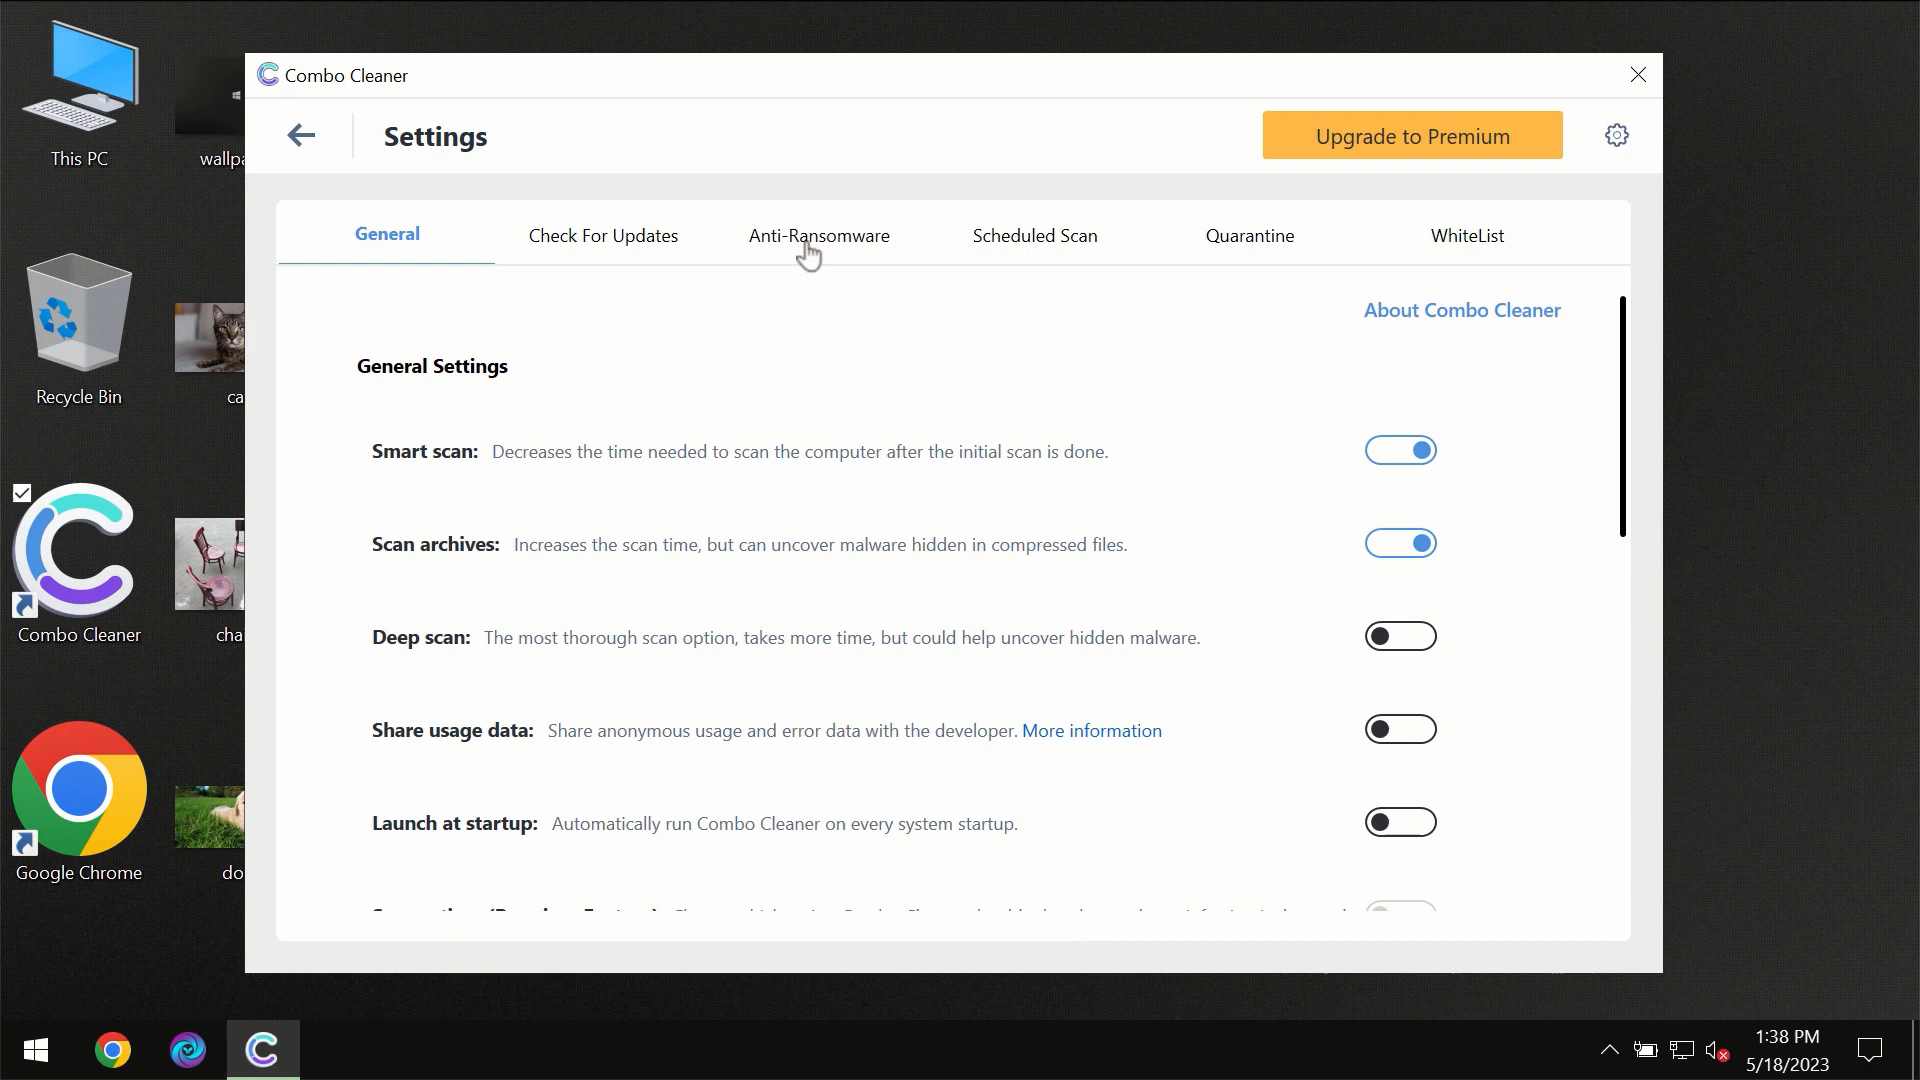 Combo Cleaner
Settings
Upgrade to Premium
General
Check For Updates
Anti-Ransomware
Scheduled Scan
Quarantine
WhiteList
About Combo Cleaner
General Settings
Smart scan: Decreases the time needed to scan the computer after the initial scan is done.
Scan archives: Increases the scan time, but can uncover malware hidden in compressed files.
Deep scan: The most thorough scan option, takes more time, but could help uncover hidden malware.
Share usage data: Share anonymous usage and error data with the developer. More information
Launch at startup: Automatically run Combo Cleaner on every system startup.
This PC
wallpa
Recycle Bin
ca
Combo Cleaner
chai
Google Chrome
do
1:38 PM
5/18/2023